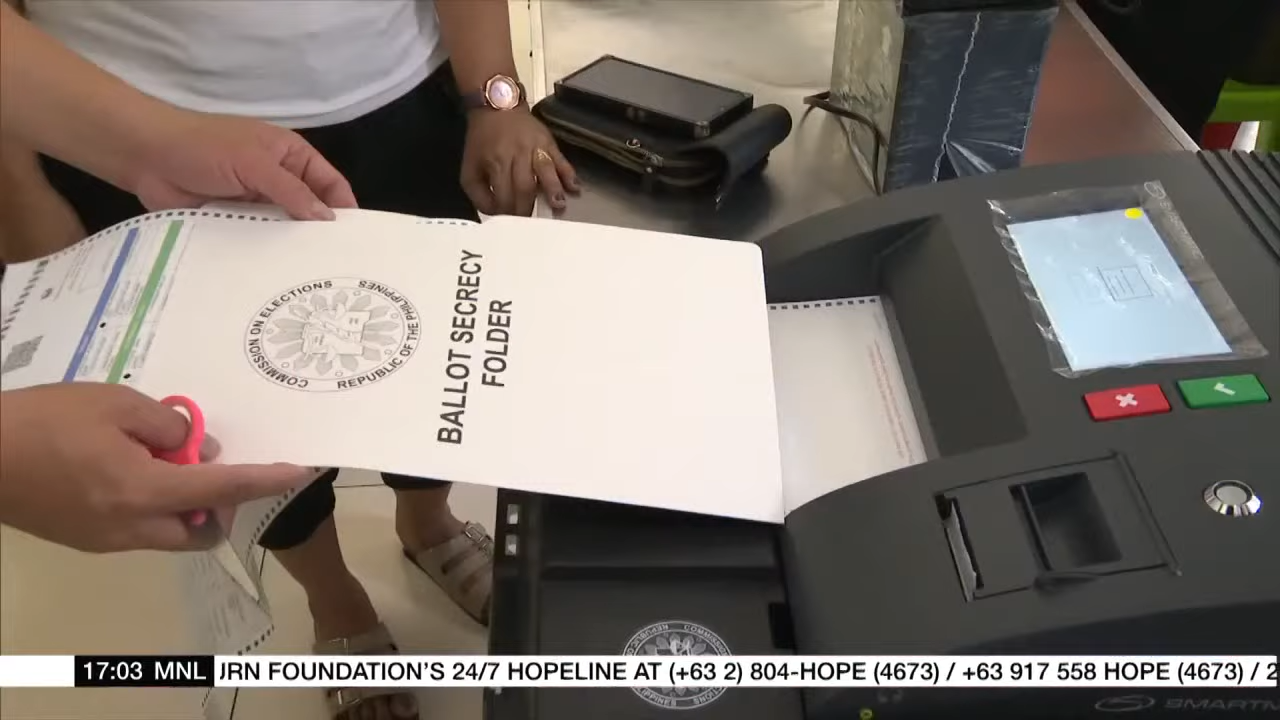 COMMISSION ON ELECTIONS
REPUBLIC OF THE PHILIPPINES
BALLOT SECRECY
FOLDER
17:03 MNL
JRN FOUNDATION'S 24/7 HOPELINE AT (+63 2) 804-HOPE (4673) / +63 917 558 HOPE (4673) / 2
SMARTM